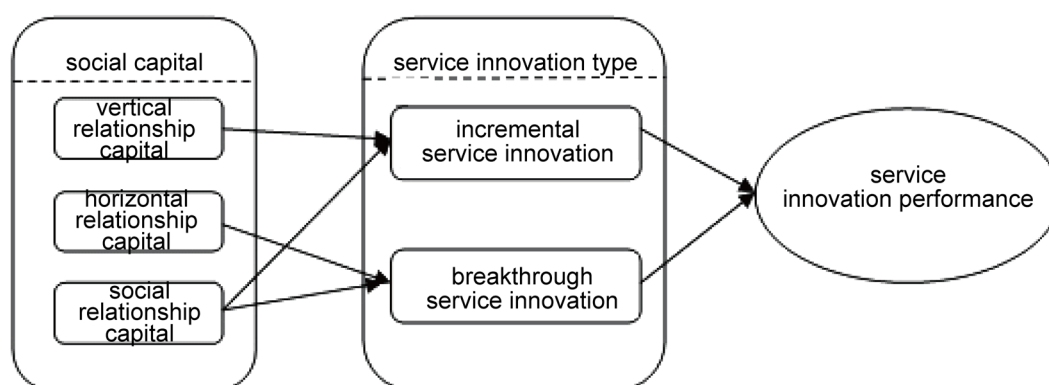 social capital
vertical
relationship
capital
horizontal
relationship
capital
social
relationship
capital
service innovation type
incremental
service innovation
breakthrough
service innovation
service
innovation performance